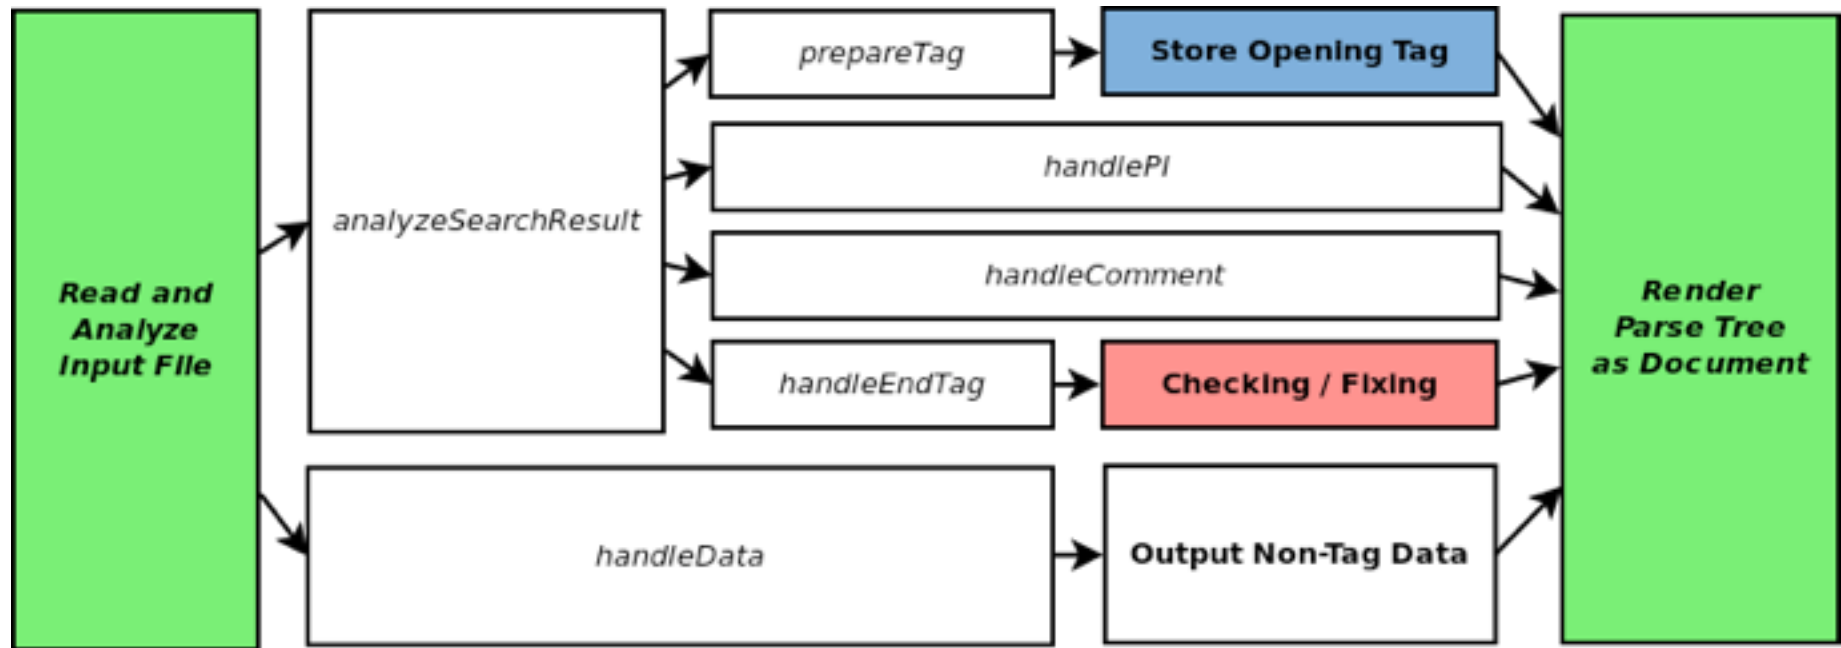 Read and
Analyze
Input File
analyzeSearchResult
prepareTag
Store Opening Tag
handlePI
handleComment
handleEndTag
Checking / Fixing
handleData
Output Non-Tag Data
Render
Parse Tree
as Document